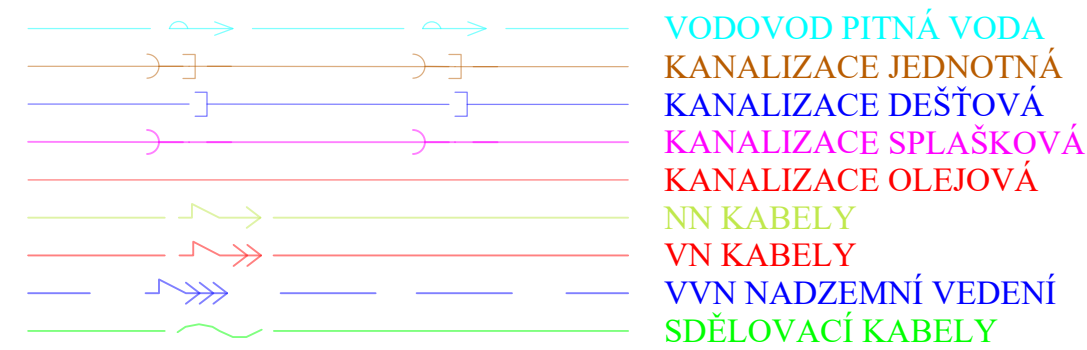 VODOVOD PITNÁ VODA
KANALIZACE JEDNOTNÁ
KANALIZACE DEŠŤOVÁ
KANALIZACE SPLAŠKOVÁ
KANALIZACE OLEJOVÁ
NN KABELY
VN KABELY
VVN NADZEMNÍ VEDENÍ
SDĚLOVACÍ KABELY